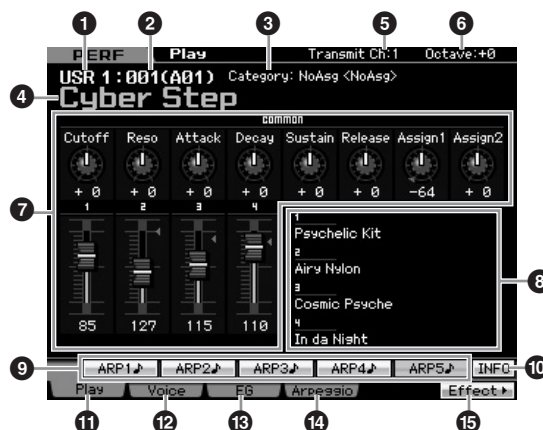 1 2 3 5 6
PERF Play Transmit Ch:1 Octave:+0
USR 1:001(A01) Category: NoAsg <NoAsg>
4 Cyber Step
common
Cutoff Reso Attack Decay Sustain Release Assign1 Assign2
+ 0 + 0 + 0 + 0 + 0 + 0 -64 + 0
7
1 2 3 4
1
Psychelic Kit
2
Airy Nylon
8
3
Cosmic Psyche
4
In da Night
85 127 115 110
9 ARP1♪ ARP2♪ ARP3♪ ARP4♪ ARP5♪ INFO 10
Play Voice EG Arpeggio Effect
11 12 13 14 15